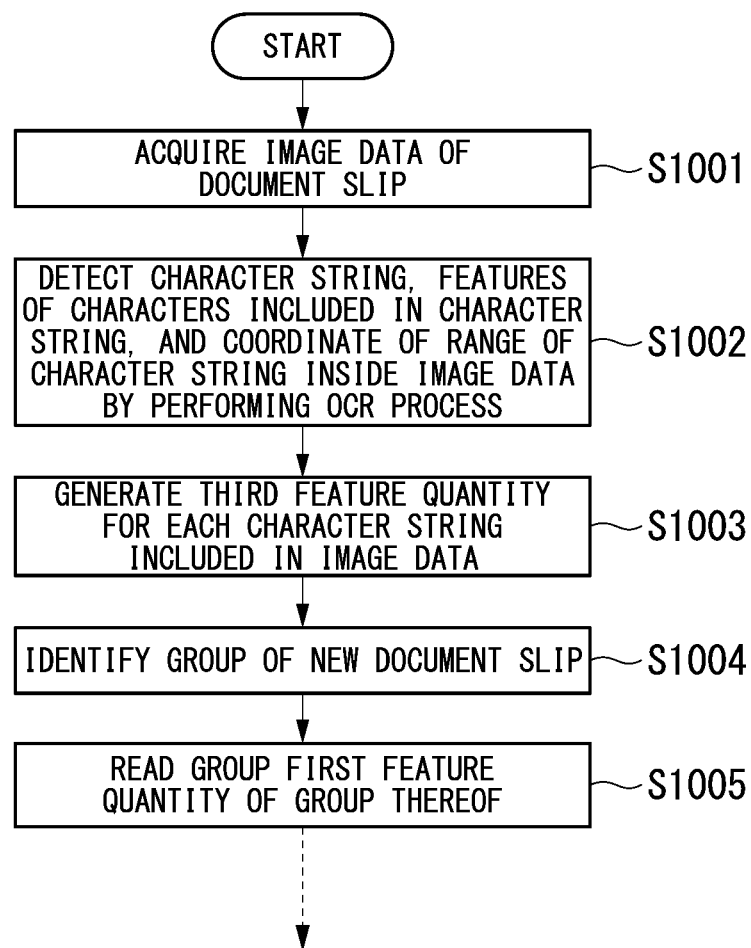 START
ACQUIRE IMAGE DATA OF
DOCUMENT SLIP
S1001
DETECT CHARACTER STRING, FEATURES
OF CHARACTERS INCLUDED IN CHARACTER
STRING, AND COORDINATE OF RANGE OF
CHARACTER STRING INSIDE IMAGE DATA
BY PERFORMING OCR PROCESS
S1002
GENERATE THIRD FEATURE QUANTITY
FOR EACH CHARACTER STRING
INCLUDED IN IMAGE DATA
S1003
IDENTIFY GROUP OF NEW DOCUMENT SLIP
S1004
READ GROUP FIRST FEATURE
QUANTITY OF GROUP THEREOF
S1005